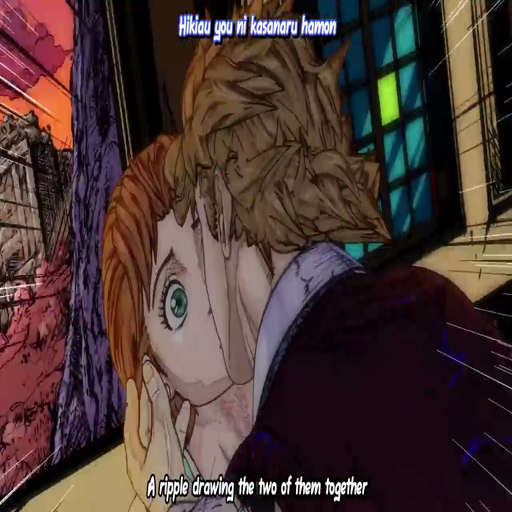 Hikiau you ni kasanaru hamon
A ripple drawing the two of them together